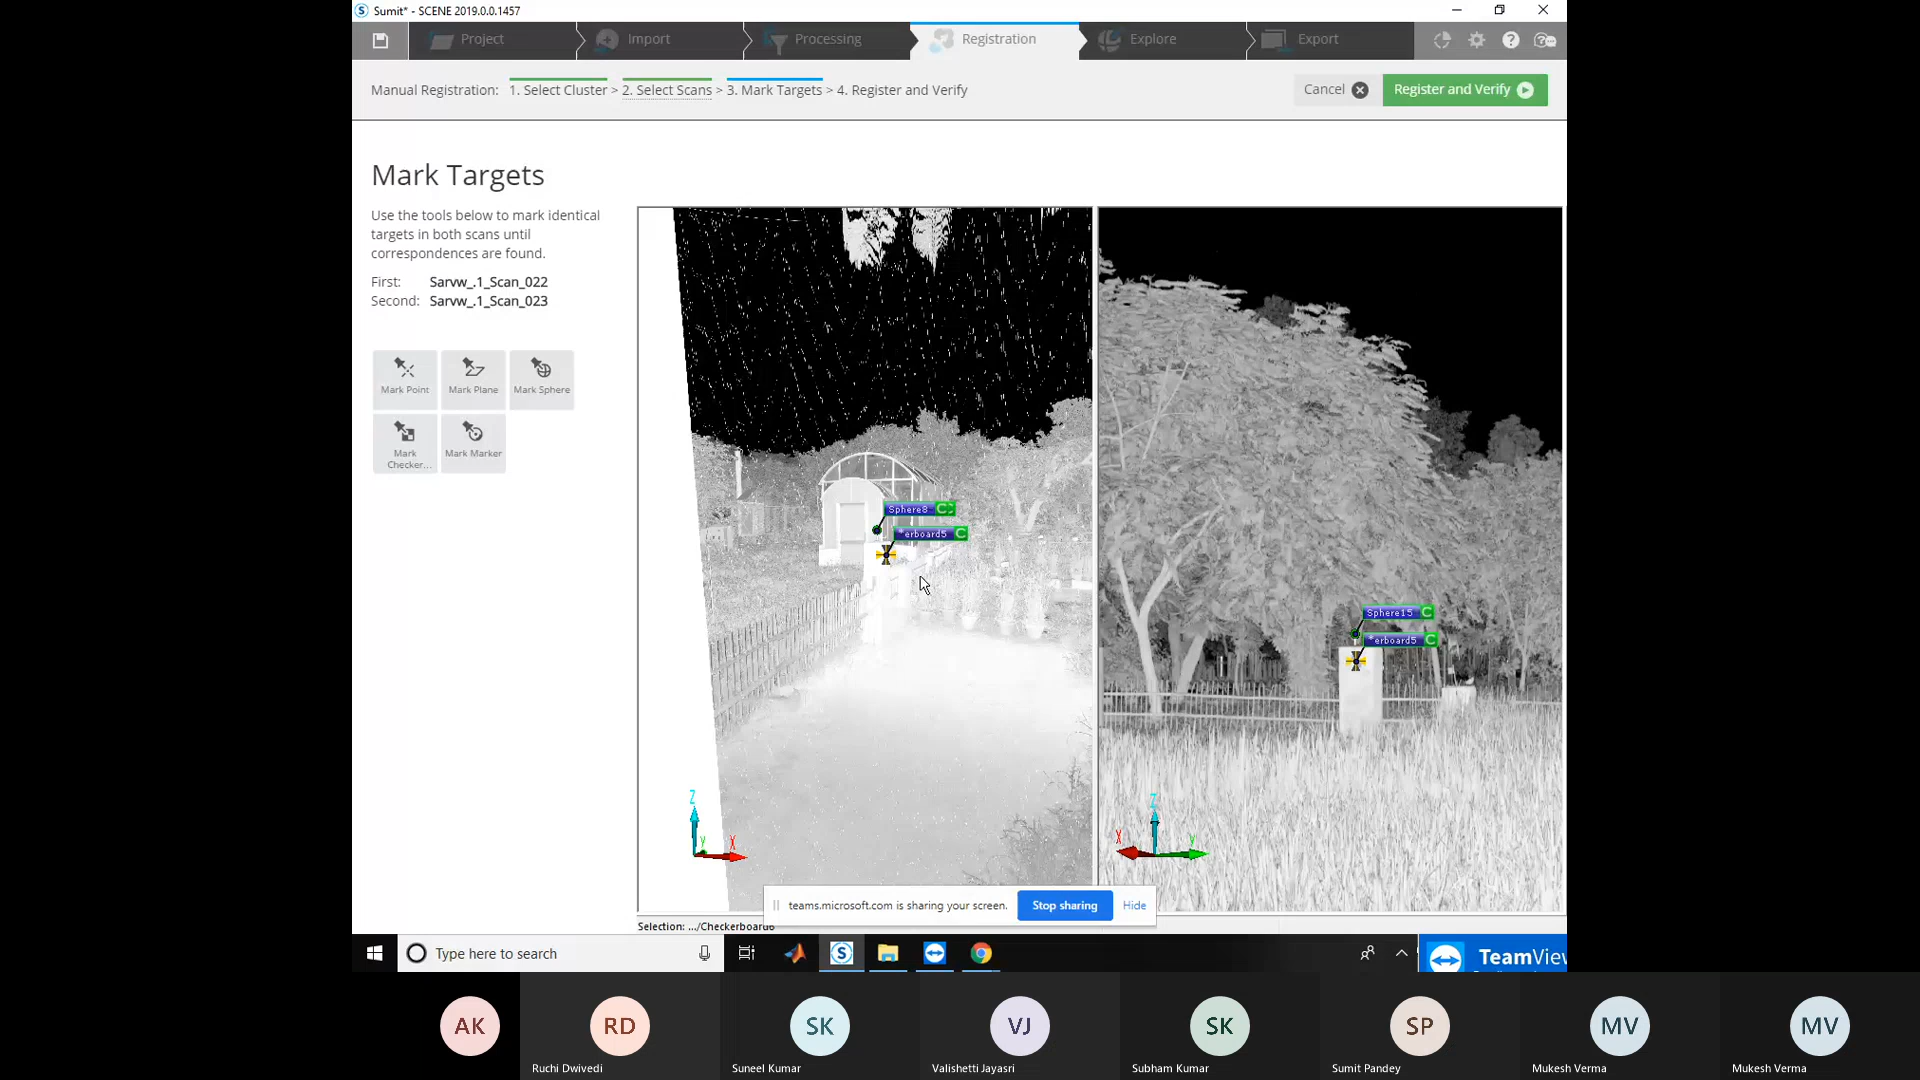 Sumit* - SCENE 2019.0.0.1457
Project
Import
Processing
Registration
Explore
Export
Manual Registration: 1. Select Cluster > 2. Select Scans > 3. Mark Targets > 4. Register and Verify
Cancel
Register and Verify
Mark Targets
Use the tools below to mark identical
targets in both scans until
correspondences are found.
First: Sarvw_.1_Scan_022
Second: Sarvw_.1_Scan_023
Mark Point
Mark Plane
Mark Sphere
Mark
Checker...
Mark Marker
Sphere8
*erboard5
Sphere15
*erboard5
Z
Y
X
Z
X
Y
teams.microsoft.com is sharing your screen.
Stop sharing
Hide
Selection: .../Checkerboard6
Type here to search
TeamView
AK
RD
SK
VJ
SK
SP
MV
MV
Ruchi Dwivedi
Suneel Kumar
Valishetti Jayasri
Subham Kumar
Sumit Pandey
Mukesh Verma
Mukesh Verma